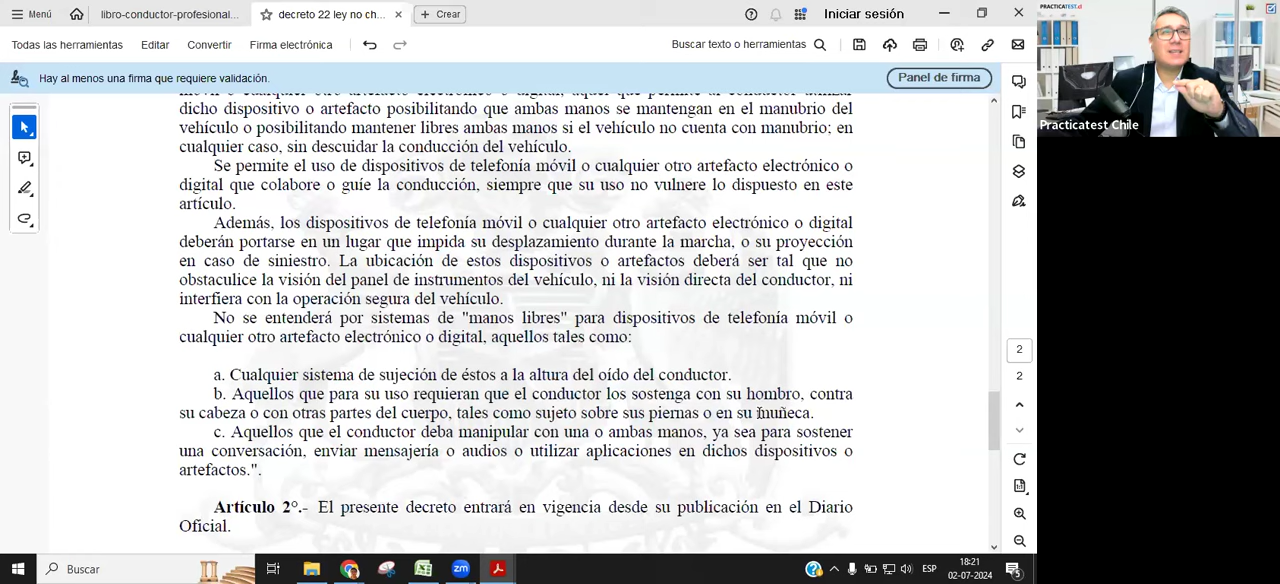 Menú
libro-conductor-profesional...
decreto 22 ley no ch...
Crear
Iniciar sesión
PRACTICATEST.cl
Todas las herramientas
Editar
Convertir
Firma electrónica
Buscar texto o herramientas
Hay al menos una firma que requiere validación.
Panel de firma
Practicatest Chile
dicho dispositivo o artefacto posibilitando que ambas manos se mantengan en el manubrio del
vehículo o posibilitando mantener libres ambas manos si el vehículo no cuenta con manubrio; en
cualquier caso, sin descuidar la conducción del vehículo.
Se permite el uso de dispositivos de telefonía móvil o cualquier otro artefacto electrónico o
digital que colabore o guíe la conducción, siempre que su uso no vulnere lo dispuesto en este
artículo.
Además, los dispositivos de telefonía móvil o cualquier otro artefacto electrónico o digital
deberán portarse en un lugar que impida su desplazamiento durante la marcha, o su proyección
en caso de siniestro. La ubicación de estos dispositivos o artefactos deberá ser tal que no
obstaculice la visión del panel de instrumentos del vehículo, ni la visión directa del conductor, ni
interfiera con la operación segura del vehículo.
No se entenderá por sistemas de "manos libres" para dispositivos de telefonía móvil o
cualquier otro artefacto electrónico o digital, aquellos tales como:
a. Cualquier sistema de sujeción de éstos a la altura del oído del conductor.
b. Aquellos que para su uso requieran que el conductor los sostenga con su hombro, contra
su cabeza o con otras partes del cuerpo, tales como sujeto sobre sus piernas o en su muñeca.
c. Aquellos que el conductor deba manipular con una o ambas manos, ya sea para sostener
una conversación, enviar mensajería o audios o utilizar aplicaciones en dichos dispositivos o
artefactos.".
Artículo 2°.- El presente decreto entrará en vigencia desde su publicación en el Diario
Oficial.
2
2
Buscar
zm
ESP
18:21
02-07-2024
5